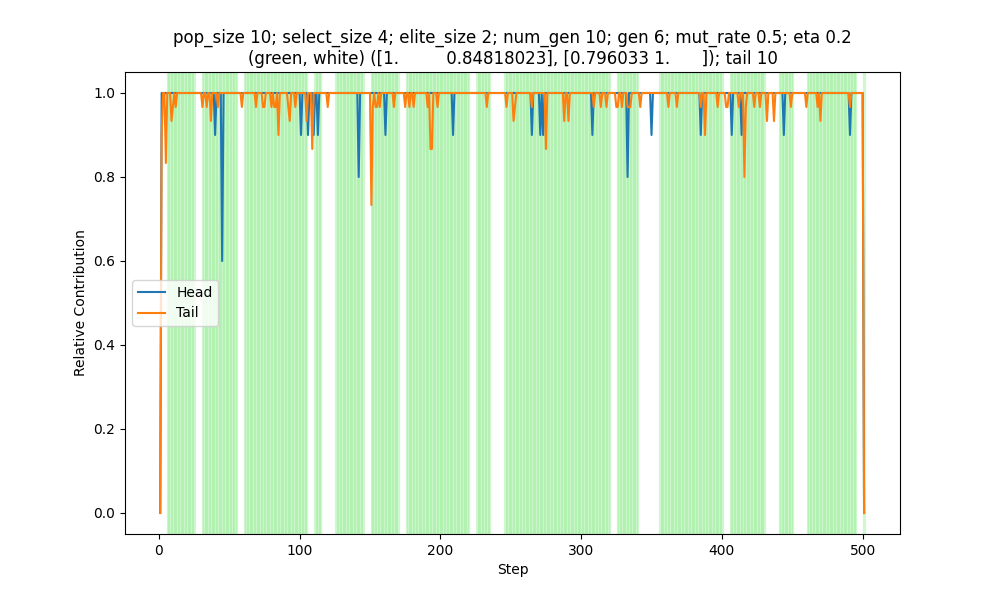 pop_size 10; select_size 4; elite_size 2; num_gen 10; gen 6; mut_rate 0.5; eta 0.2
(green, white) ([1. 0.84818023], [0.796033 1. ]); tail 10
1.0
0.8
0.6
0.4
0.2
0.0
Relative Contribution
Head
Tail
0
100
200
300
400
500
Step